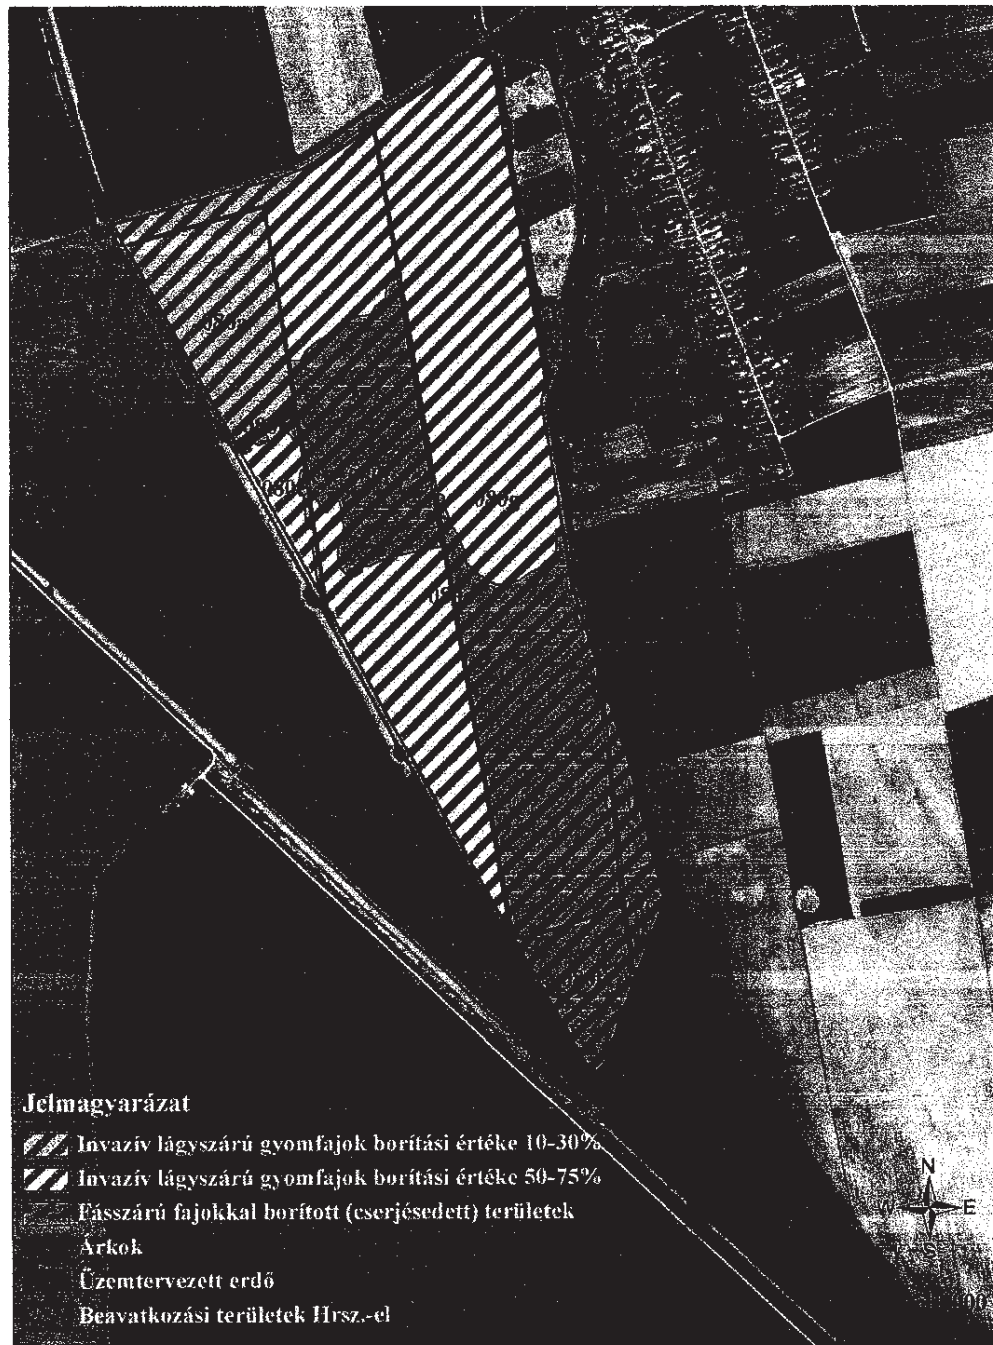 Jelmagyarázat
Invazív lágyszárú gyomfajok borítási értéke 10-30%
Invazív lágyszárú gyomfajok borítási értéke 50-75%
Fásszárú fajokkal borított (cserjésedett) területek
Árkok
Üzemtervezett erdő
Beavatkozási területek Hrsz.-el
N
W
E
S